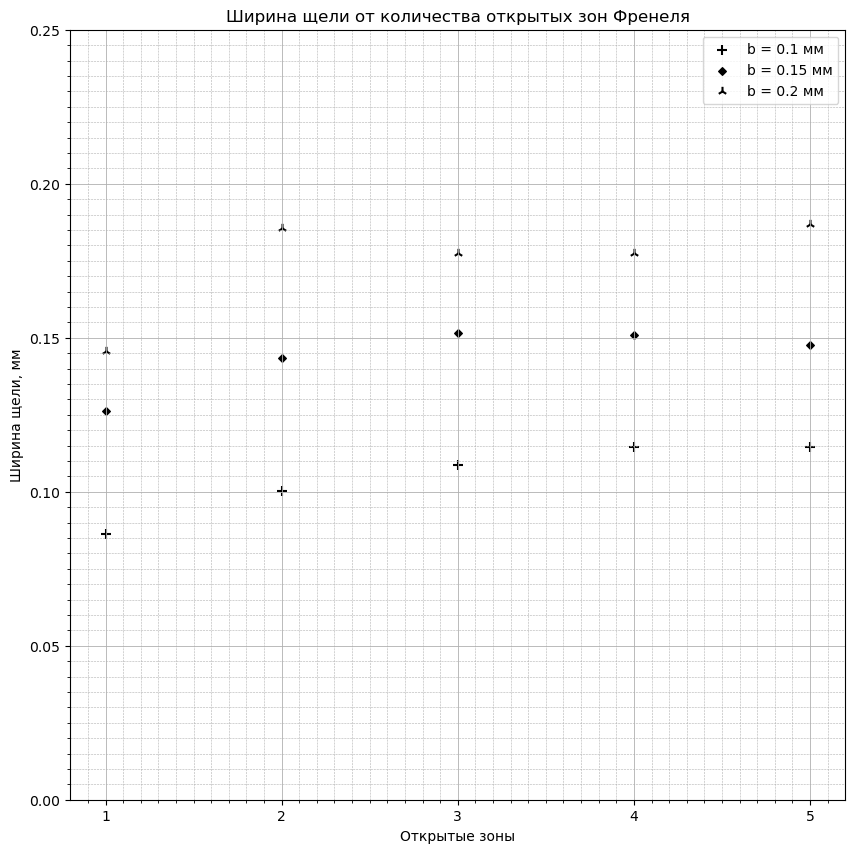 Ширина щели от количества открытых зон Френеля
b = 0.1 мм
b = 0.15 мм
b = 0.2 мм
0.25
0.20
0.15
0.10
0.05
0.00
Ширина щели, мм
1 2 3 4 5
Открытые зоны